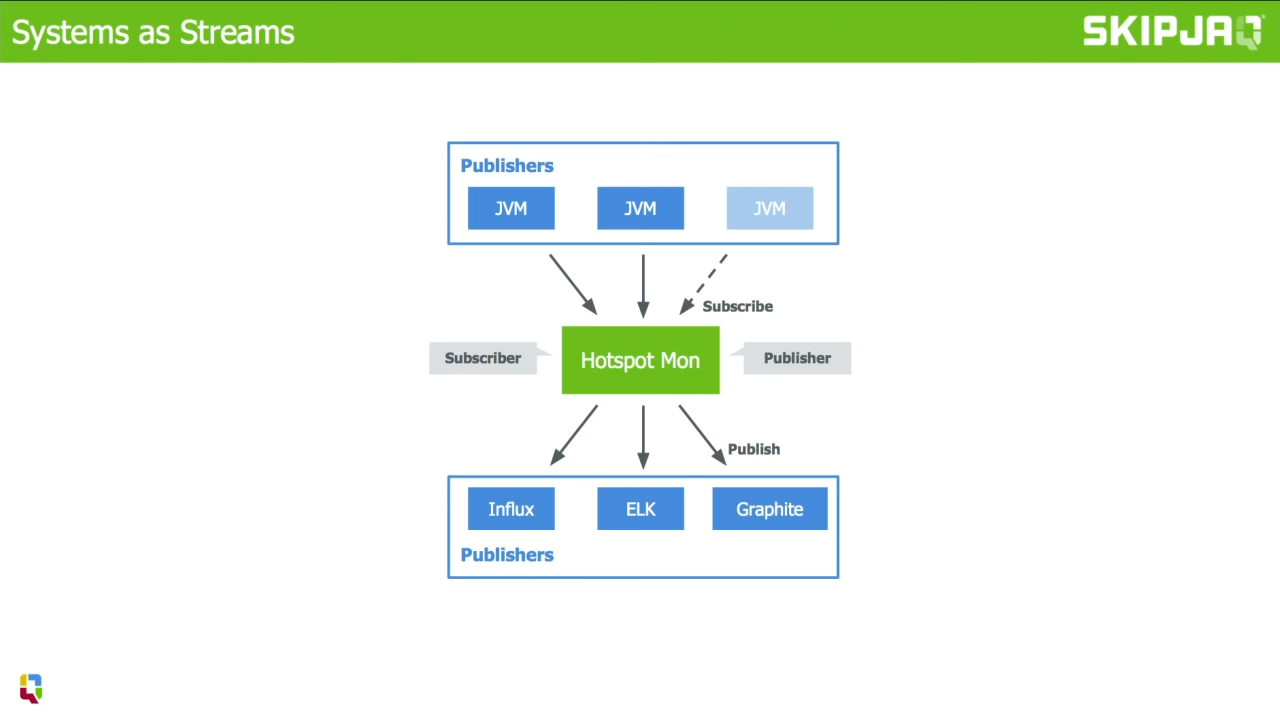 Systems as Streams
SKIPJAQ
Publishers
JVM JVM JVM
Subscribe
Subscriber Hotspot Mon Publisher
Publish
Influx ELK Graphite
Publishers